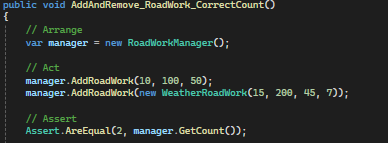 public void AddAndRemove_RoadWork_CorrectCount()
{
// Arrange
var manager = new RoadWorkManager();
// Act
manager.AddRoadWork(10, 100, 50);
manager.AddRoadWork(new WeatherRoadWork(15, 200, 45, 7));
// Assert
Assert.AreEqual(2, manager.GetCount());